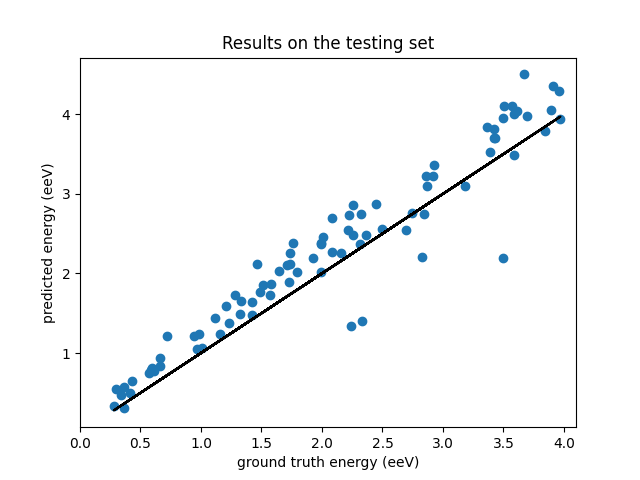 Results on the testing set
predicted energy (eeV)
4
3
2
1
0.0 0.5 1.0 1.5 2.0 2.5 3.0 3.5 4.0
ground truth energy (eeV)